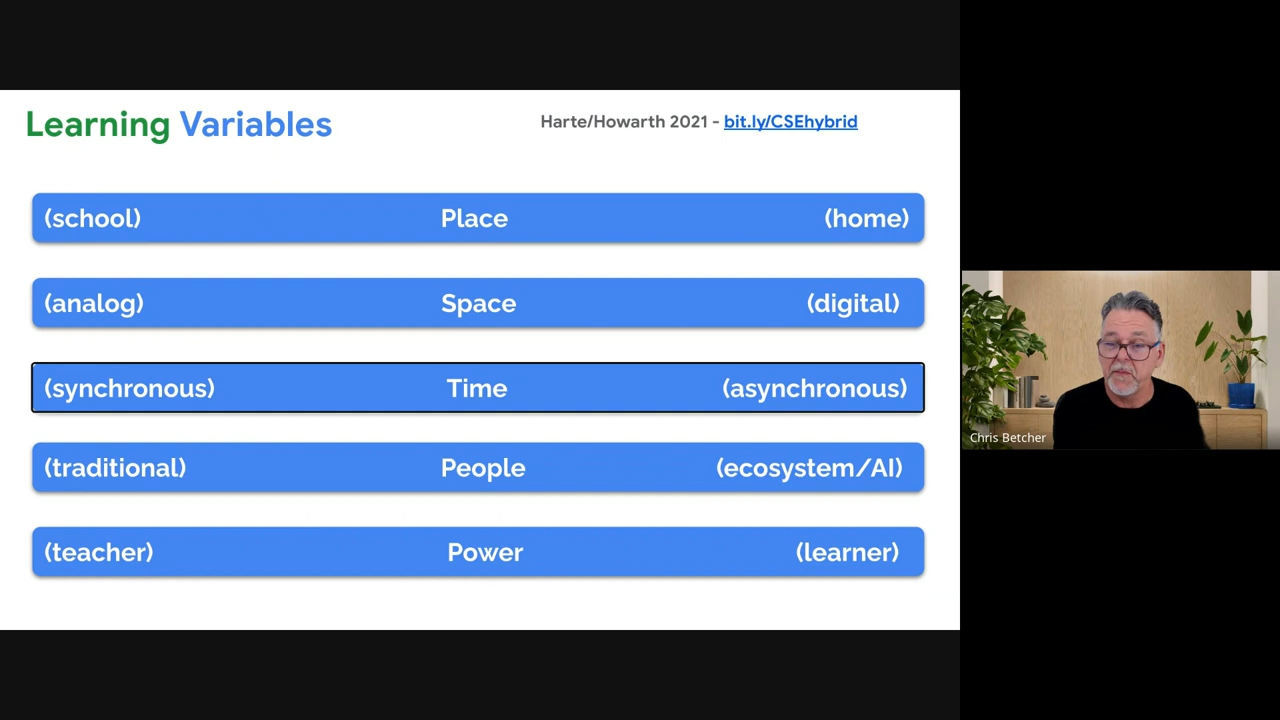 Learning Variables
Harte/Howarth 2021 - bit.ly/CSEhybrid
(school) Place (home)
(analog) Space (digital)
(synchronous) Time (asynchronous)
(traditional) People (ecosystem/AI)
(teacher) Power (learner)
Chris Betcher